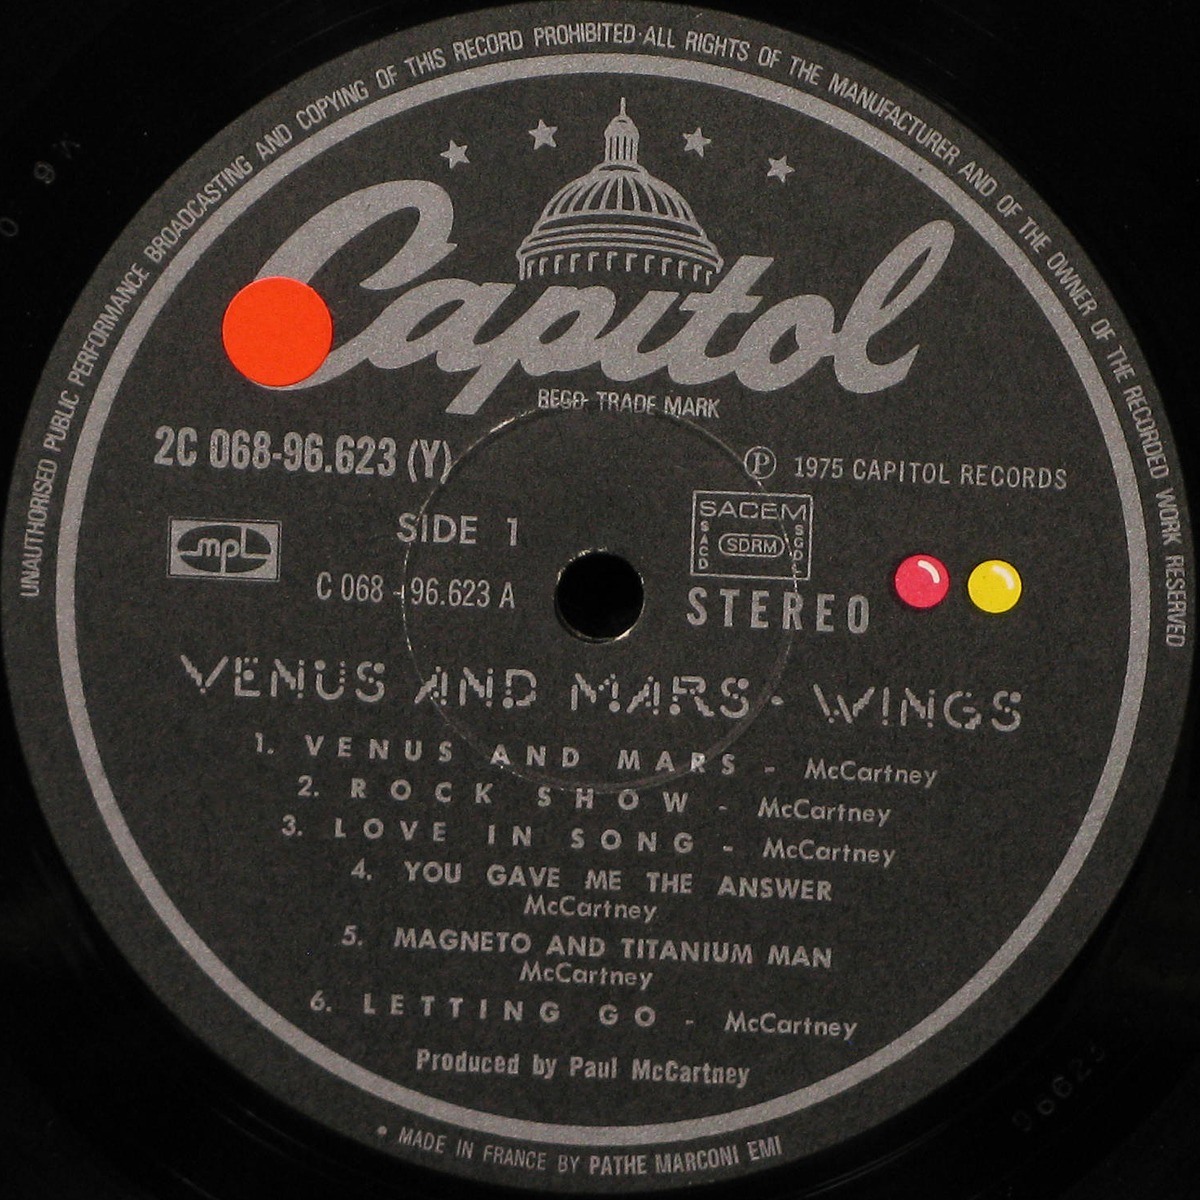 UNAUTHORISED PUBLIC PERFORMANCE BROADCASTING AND COPYING OF THIS RECORD PROHIBITED·ALL RIGHTS OF THE MANUFACTURER AND OF THE OWNER OF THE RECORDED WORK RESERVED
Capitol
REGD TRADE MARK
2C 068-96.623 (Y)
℗ 1975 CAPITOL RECORDS
mpl
SIDE 1
SACEM
SACD
SDRM
SGDL
C 068 - 96.623 A
STEREO
VENUS AND MARS · WINGS
1. VENUS AND MARS - McCartney
2. ROCK SHOW - McCartney
3. LOVE IN SONG - McCartney
4. YOU GAVE ME THE ANSWER
McCartney
5. MAGNETO AND TITANIUM MAN
McCartney
6. LETTING GO - McCartney
Produced by Paul McCartney
• MADE IN FRANCE BY PATHE MARCONI EMI